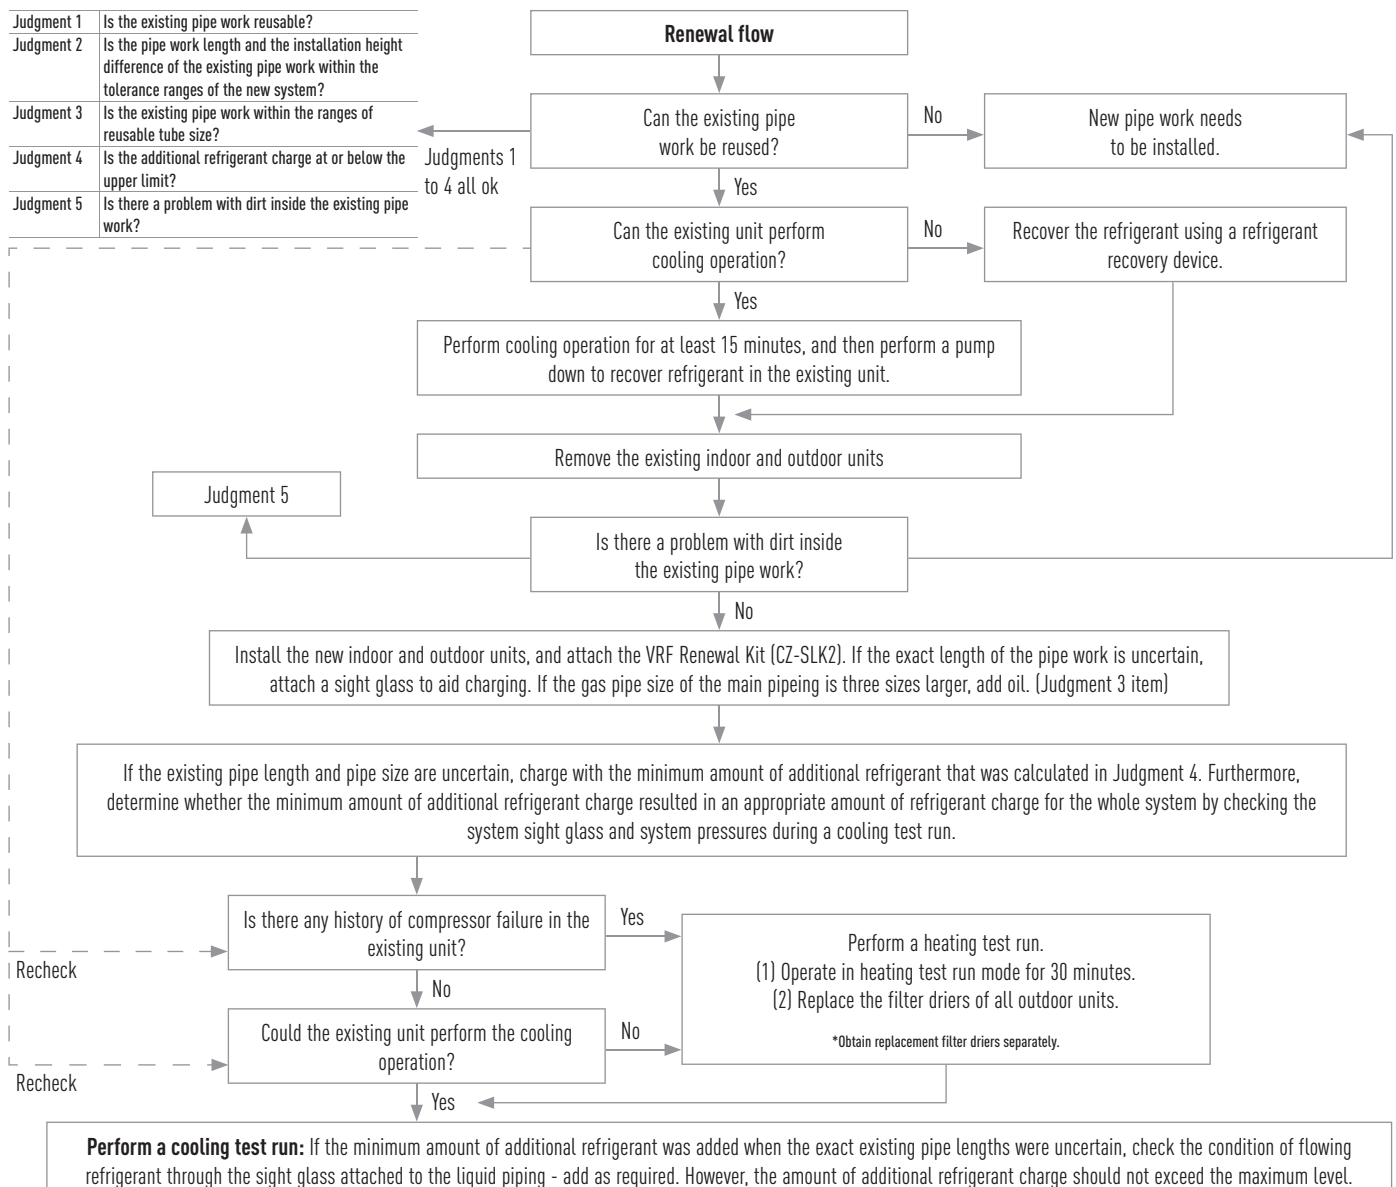 Judgment 1 Is the existing pipe work reusable?
Judgment 2 Is the pipe work length and the installation height
difference of the existing pipe work within the
tolerance ranges of the new system?
Judgment 3 Is the existing pipe work within the ranges of
reusable tube size?
Judgment 4 Is the additional refrigerant charge at or below the
upper limit?
Judgment 5 Is there a problem with dirt inside the existing pipe
work?
Renewal flow
Can the existing pipe
work be reused?
No
New pipe work needs
to be installed.
Judgments 1
to 4 all ok
Yes
Can the existing unit perform
cooling operation?
No
Recover the refrigerant using a refrigerant
recovery device.
Yes
Perform cooling operation for at least 15 minutes, and then perform a pump
down to recover refrigerant in the existing unit.
Remove the existing indoor and outdoor units
Judgment 5
Is there a problem with dirt inside
the existing pipe work?
No
Install the new indoor and outdoor units, and attach the VRF Renewal Kit (CZ-SLK2). If the exact length of the pipe work is uncertain,
attach a sight glass to aid charging. If the gas pipe size of the main pipeing is three sizes larger, add oil. (Judgment 3 item)
If the existing pipe length and pipe size are uncertain, charge with the minimum amount of additional refrigerant that was calculated in Judgment 4. Furthermore,
determine whether the minimum amount of additional refrigerant charge resulted in an appropriate amount of refrigerant charge for the whole system by checking the
system sight glass and system pressures during a cooling test run.
Is there any history of compressor failure in the
existing unit?
Yes
Perform a heating test run.
(1) Operate in heating test run mode for 30 minutes.
(2) Replace the filter driers of all outdoor units.
*Obtain replacement filter driers separately.
Recheck
No
Could the existing unit perform the cooling
operation?
No
Recheck
Yes
Perform a cooling test run: If the minimum amount of additional refrigerant was added when the exact existing pipe lengths were uncertain, check the condition of flowing
refrigerant through the sight glass attached to the liquid piping - add as required. However, the amount of additional refrigerant charge should not exceed the maximum level.